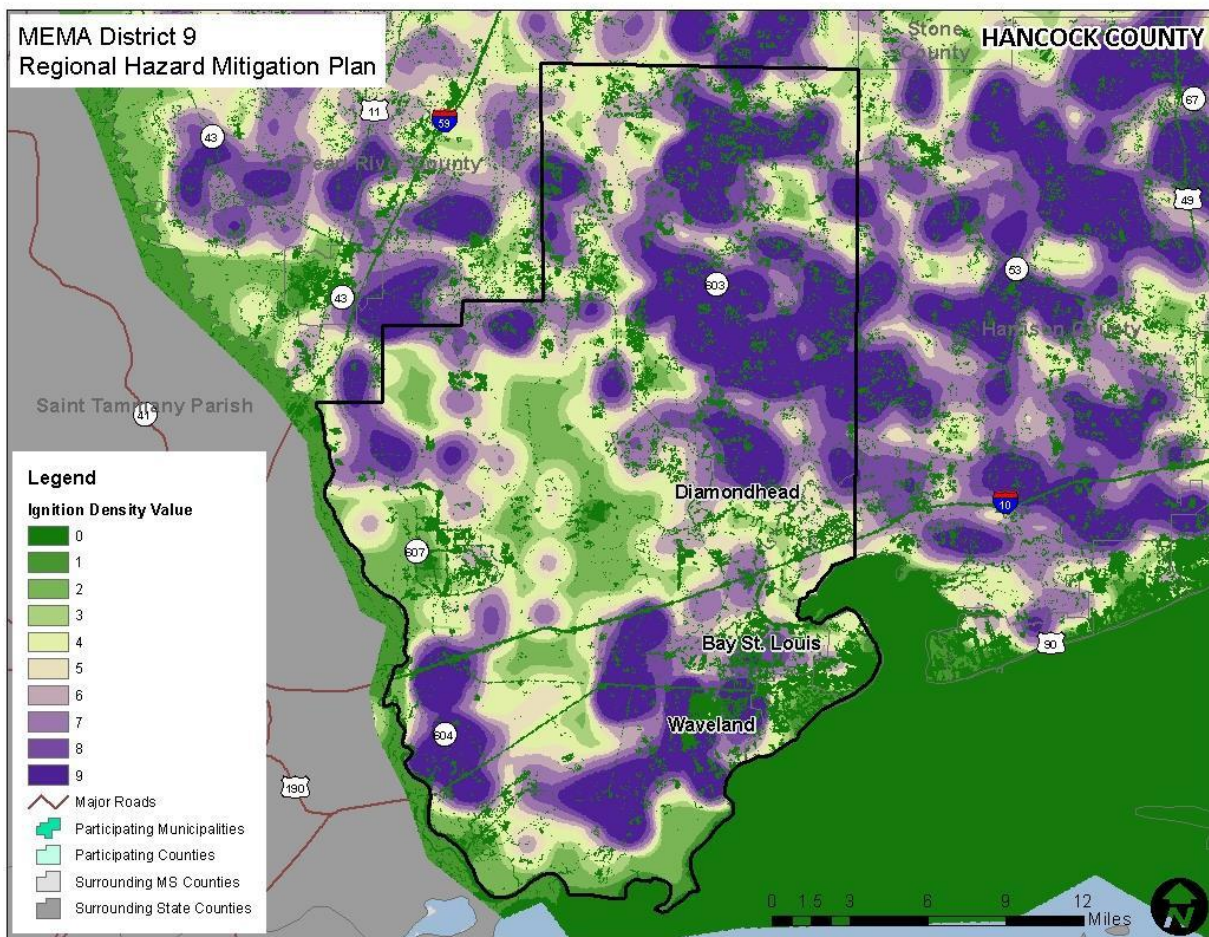 MEMA District 9
Regional Hazard Mitigation Plan
HANCOCK COUNTY
Stone
County
67
11
43
59
Pearl River County
49
53
43
603
Harrison County
Saint Tammany Parish
41
Diamondhead
10
607
Bay St. Louis
90
Waveland
604
190
Legend
Ignition Density Value
0
1
2
3
4
5
6
7
8
9
Major Roads
Participating Municipalities
Participating Counties
Surrounding MS Counties
Surrounding State Counties
0 1.5 3 6 9 12
Miles
N